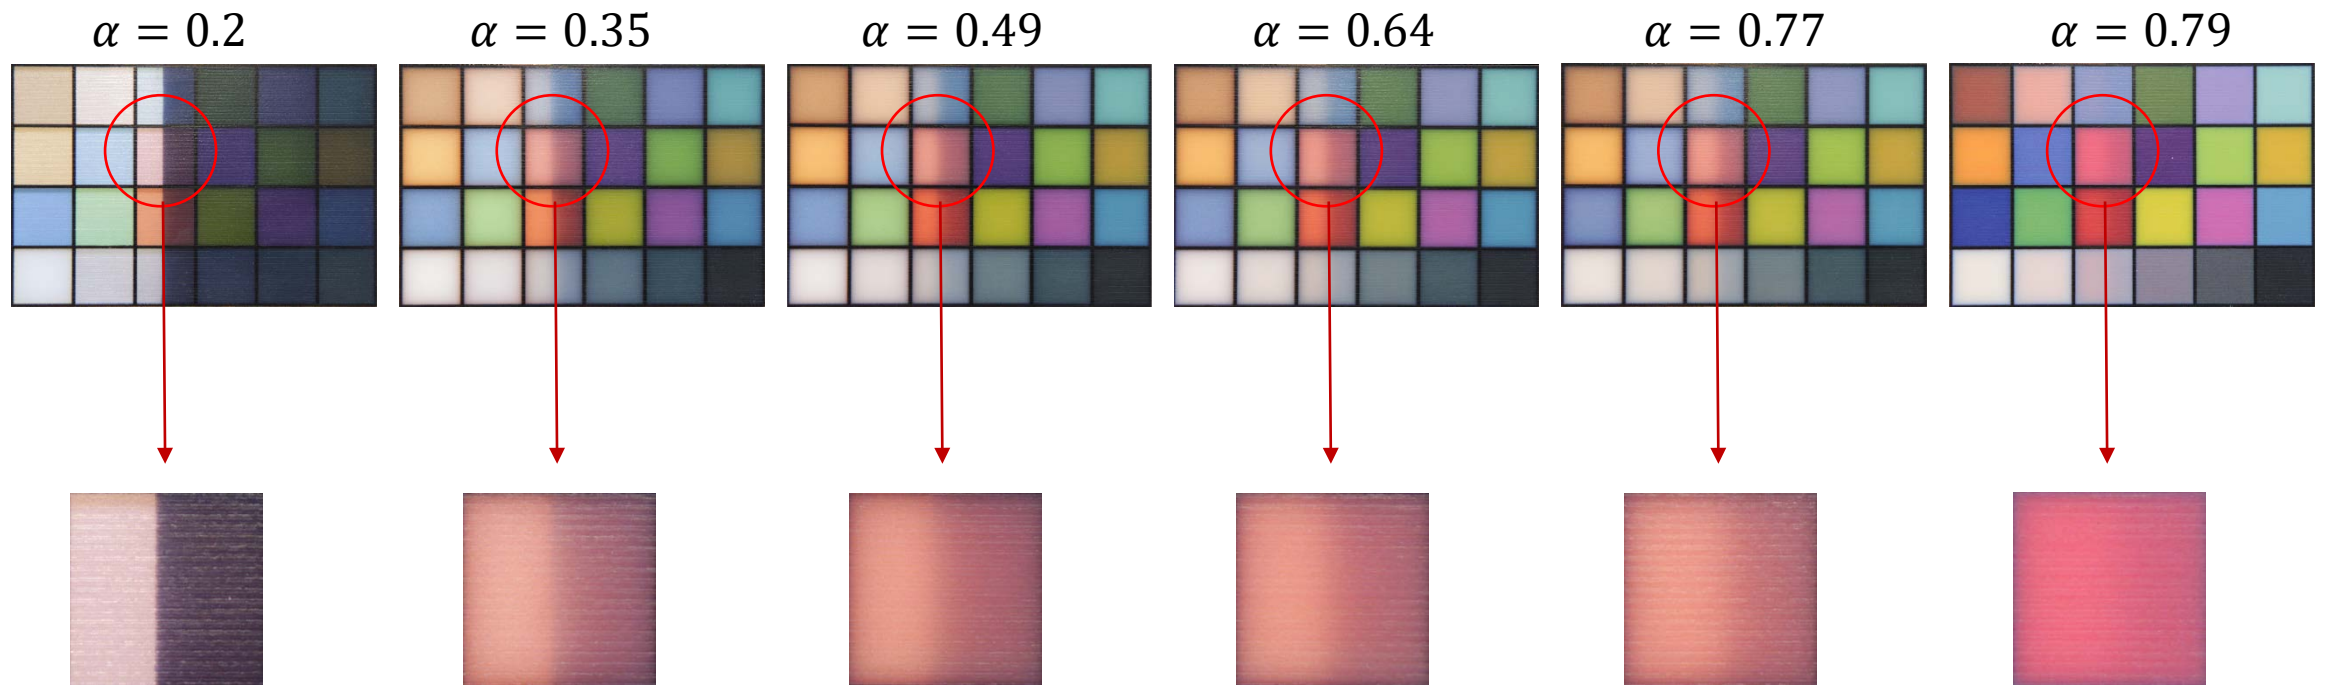 α = 0.2
α = 0.35
α = 0.49
α = 0.64
α = 0.77
α = 0.79